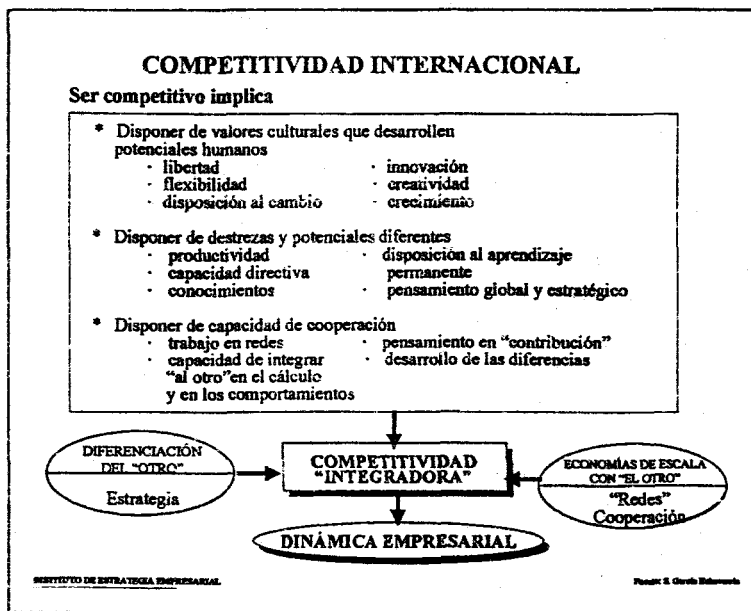 COMPETITIVIDAD INTERNACIONAL
Ser competitivo implica
* Disponer de valores culturales que desarrollen
potenciales humanos
· libertad
· flexibilidad
· disposición al cambio
· innovación
· creatividad
· crecimiento
* Disponer de destrezas y potenciales diferentes
· productividad
· capacidad directiva
· conocimientos
· disposición al aprendizaje
permanente
· pensamiento global y estratégico
* Disponer de capacidad de cooperación
· trabajo en redes
· capacidad de integrar
"al otro"en el cálculo
y en los comportamientos
· pensamiento en "contribución"
· desarrollo de las diferencias
DIFERENCIACIÓN
DEL "OTRO"
Estrategia
COMPETITIVIDAD
"INTEGRADORA"
ECONOMÍAS DE ESCALA
CON "EL OTRO"
"Redes"
Cooperación
DINÁMICA EMPRESARIAL
INSTITUTO DE ESTRATEGIA EMPRESARIAL
Fuente: S. García Echevarría